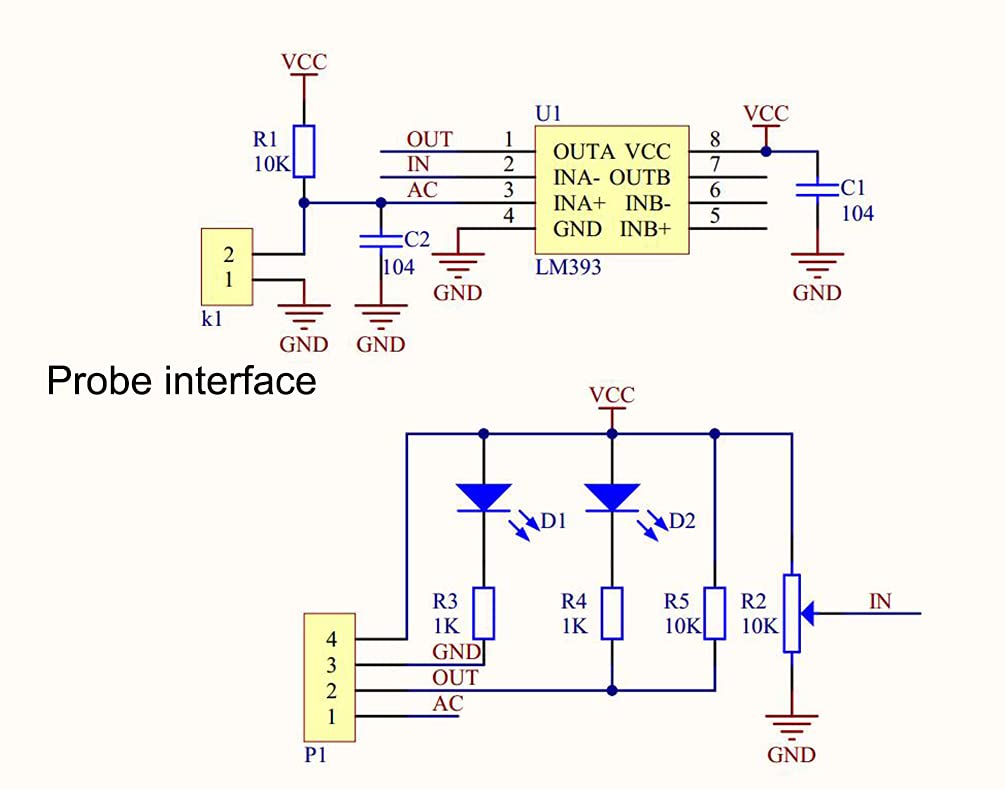 VCC
R1
10K
OUT
IN
AC
1
2
3
4
U1
OUTA VCC
INA- OUTB
INA+ INB-
GND INB+
LM393
8
7
6
5
VCC
C1
104
GND
GND
C2
104
2
1
k1
GND
GND
Probe interface
VCC
D1
D2
R3
1K
R4
1K
R5
10K
R2
10K
IN
4
3
2
1
GND
OUT
AC
P1
GND